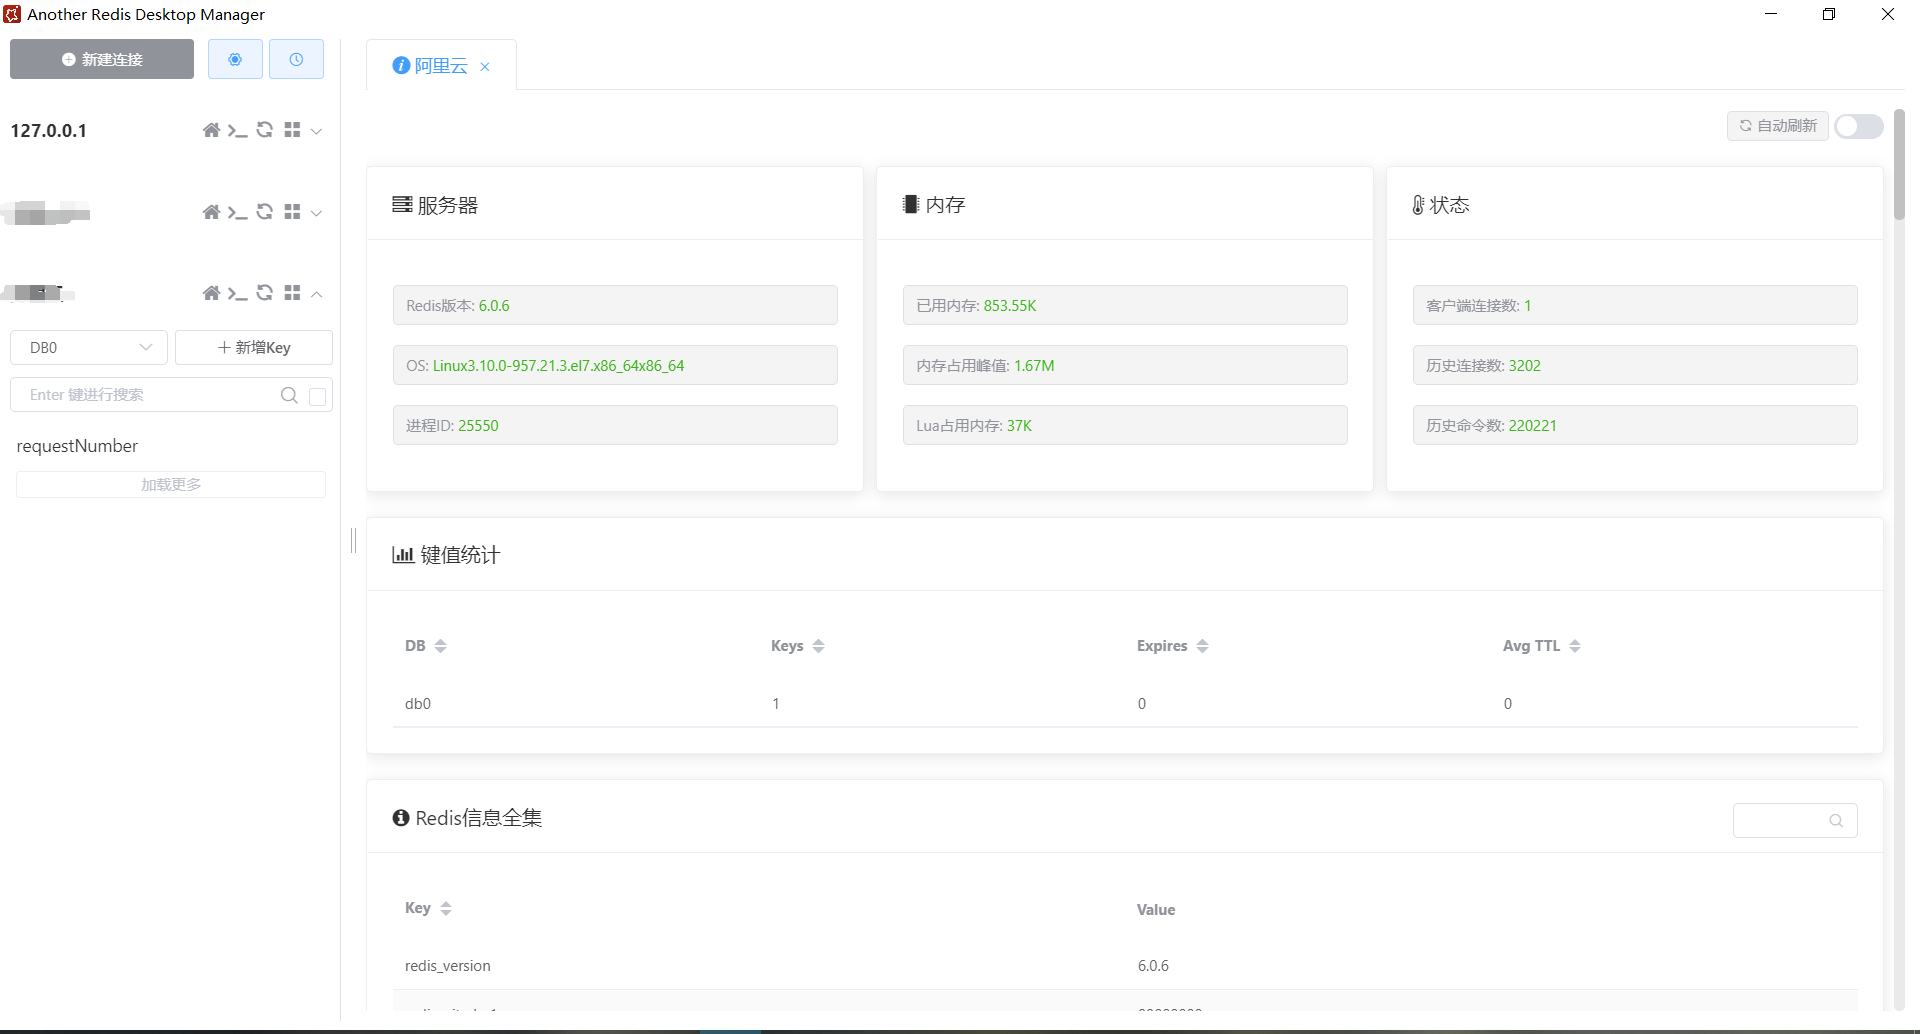 Another Redis Desktop Manager
新建连接
127.0.0.1
DB0
新增Key
Enter 键进行搜索
requestNumber
加载更多
阿里云
自动刷新
服务器
Redis版本: 6.0.6
OS: Linux3.10.0-957.21.3.el7.x86_64x86_64
进程ID: 25550
内存
已用内存: 853.55K
内存占用峰值: 1.67M
Lua占用内存: 37K
状态
客户端连接数: 1
历史连接数: 3202
历史命令数: 220221
键值统计
DB Keys Expires Avg TTL
db0 1 0 0
Redis信息全集
Key Value
redis_version 6.0.6